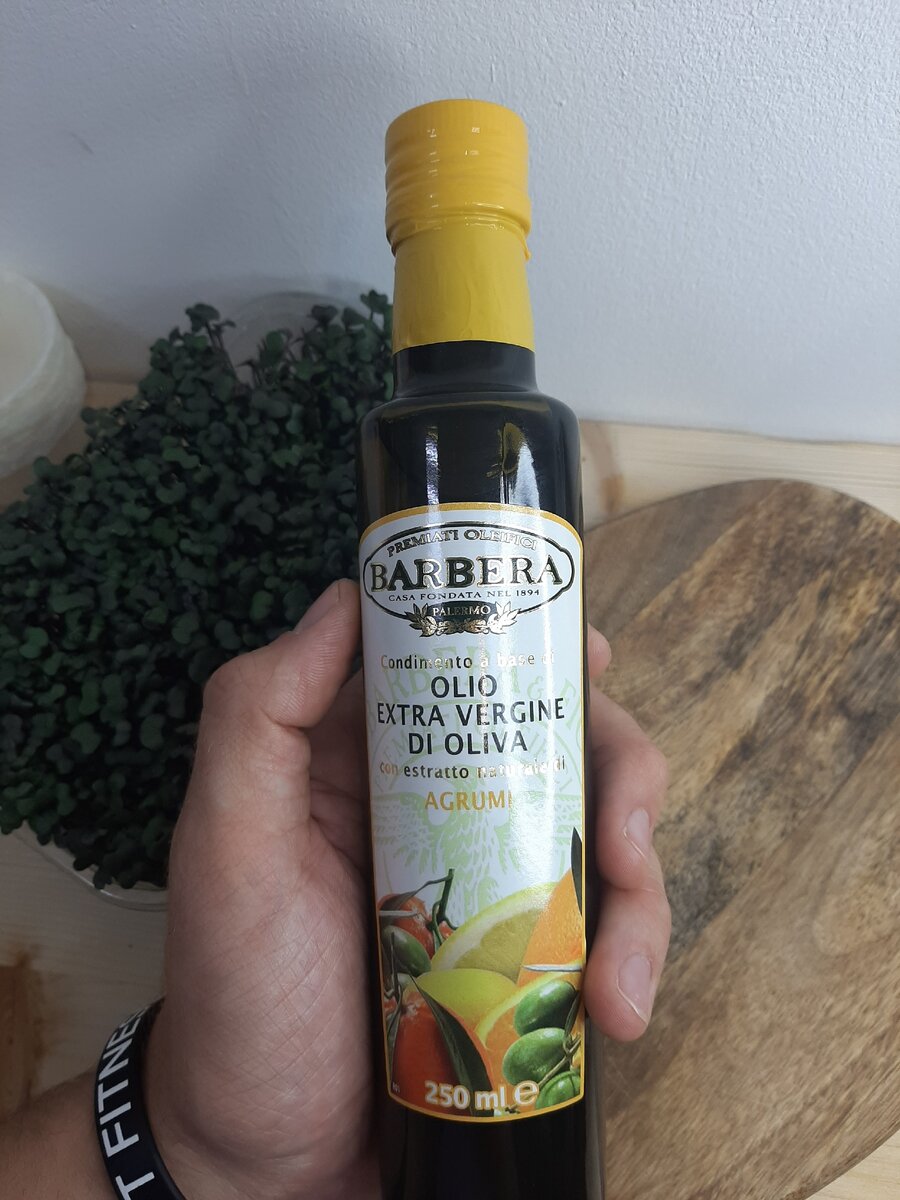 PREMIATI OLEIFICI
BARBERA
CASA FONDATA NEL 1894
PALERMO
Condimento a base di
OLIO
EXTRA VERGINE
DI OLIVA
con estratto naturale di
AGRUMI
250 ml e
T FITNES